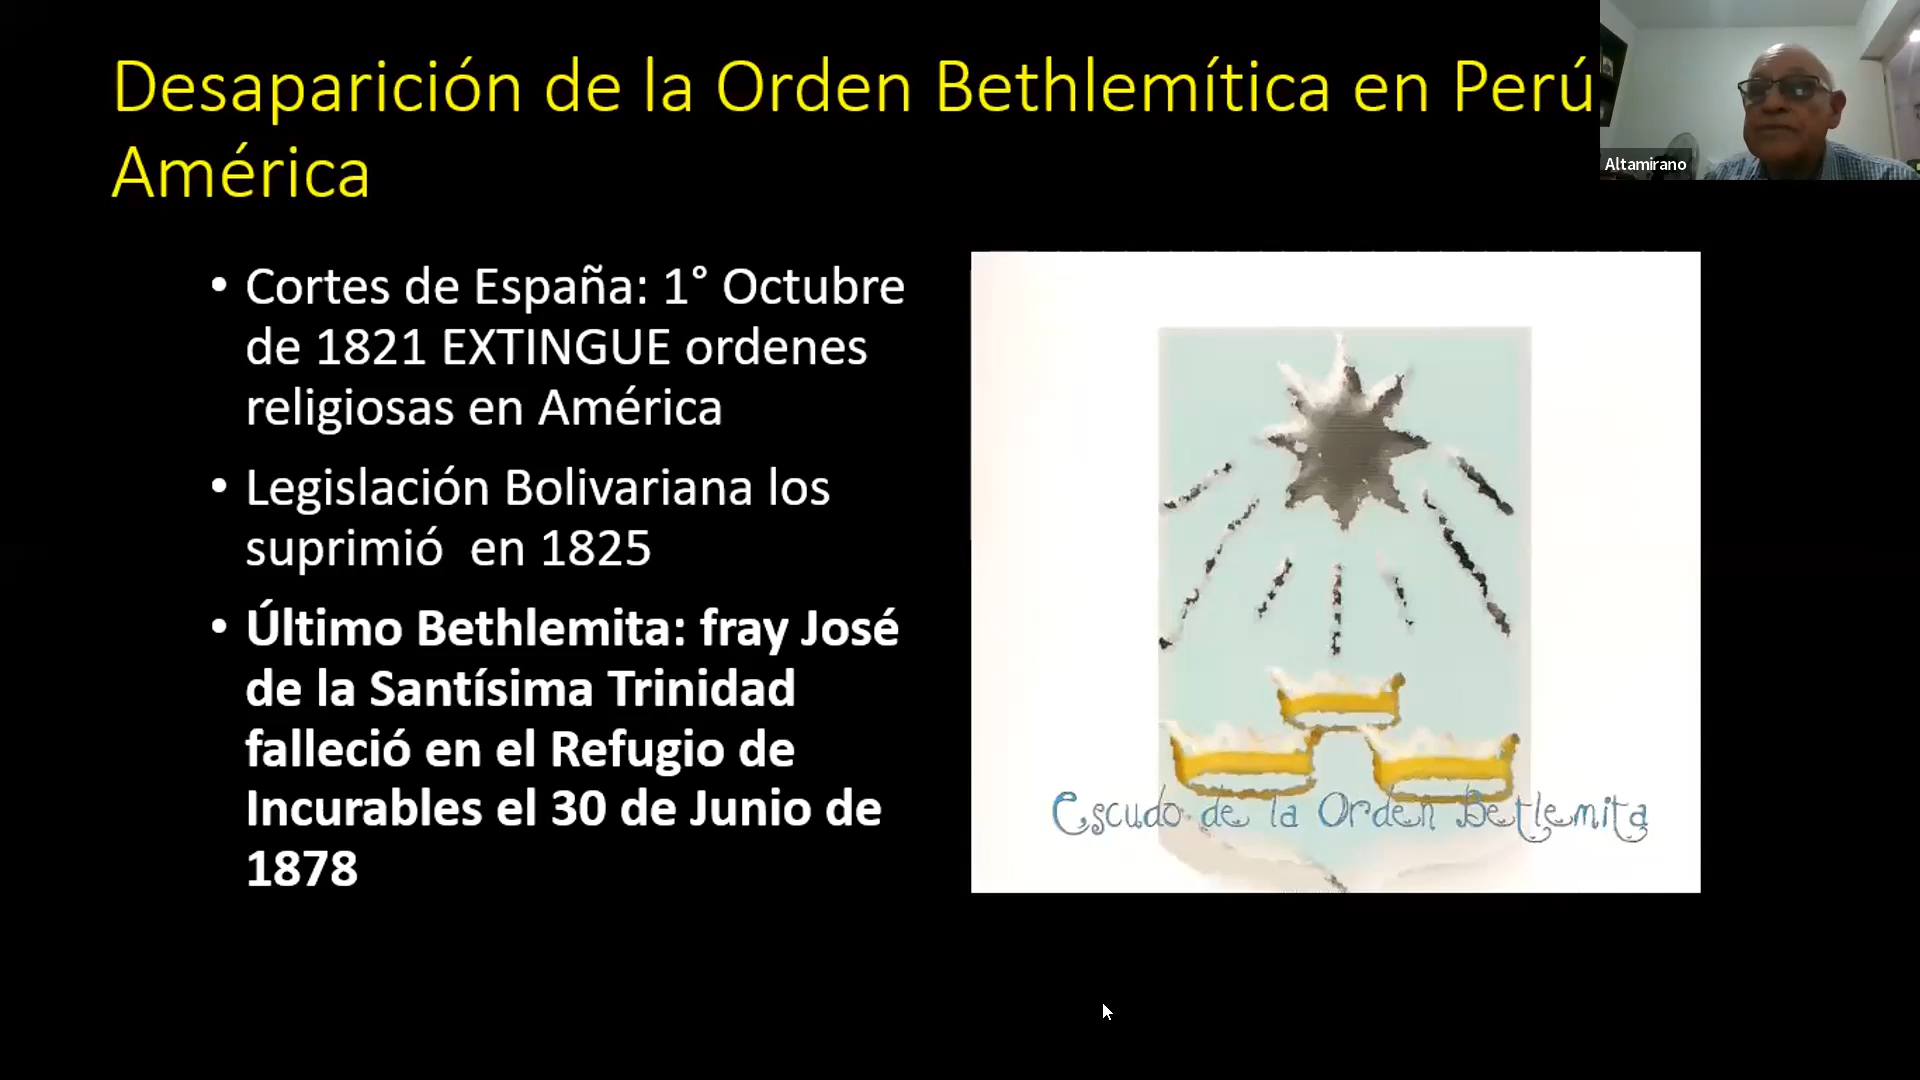 Desaparición de la Orden Bethlemítica en Perú
América
Altamirano
• Cortes de España: 1° Octubre
de 1821 EXTINGUE ordenes
religiosas en América
• Legislación Bolivariana los
suprimió  en 1825
• Último Bethlemita: fray José
de la Santísima Trinidad
falleció en el Refugio de
Incurables el 30 de Junio de
1878
Escudo de la Orden Betlemita